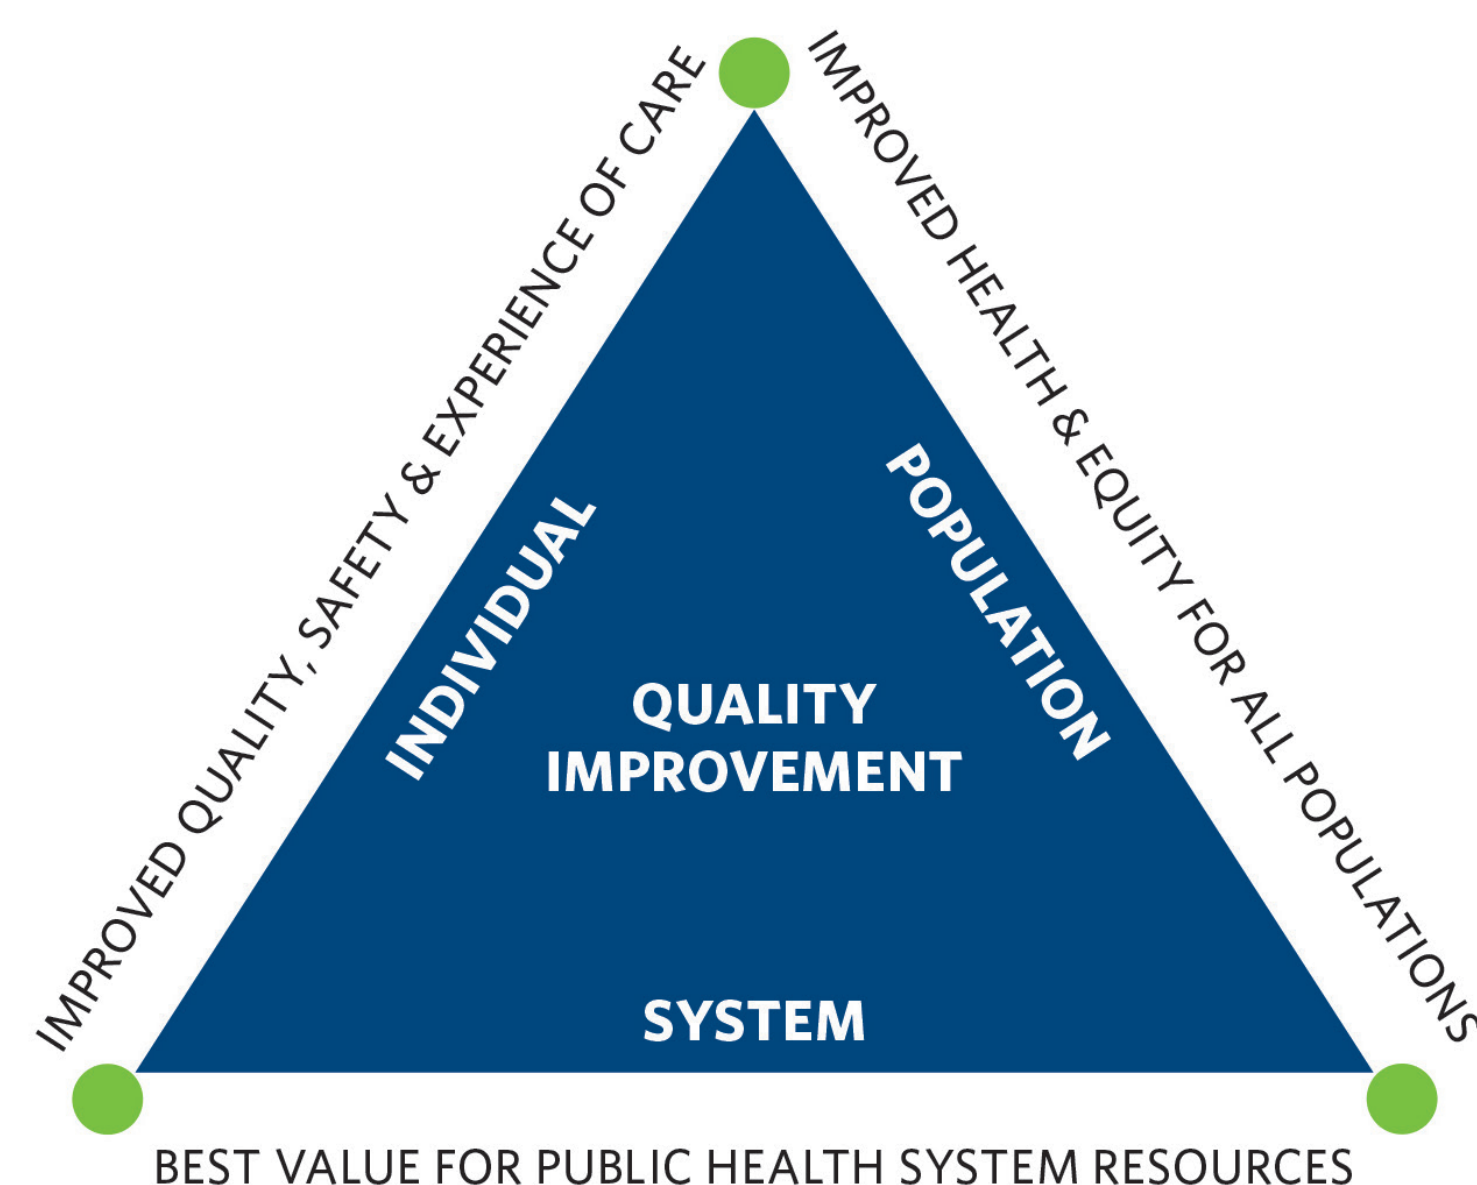 IMPROVED QUALITY, SAFETY & EXPERIENCE OF CARE
IMPROVED HEALTH & EQUITY FOR ALL POPULATIONS
INDIVIDUAL
POPULATION
QUALITY
IMPROVEMENT
SYSTEM
BEST VALUE FOR PUBLIC HEALTH SYSTEM RESOURCES